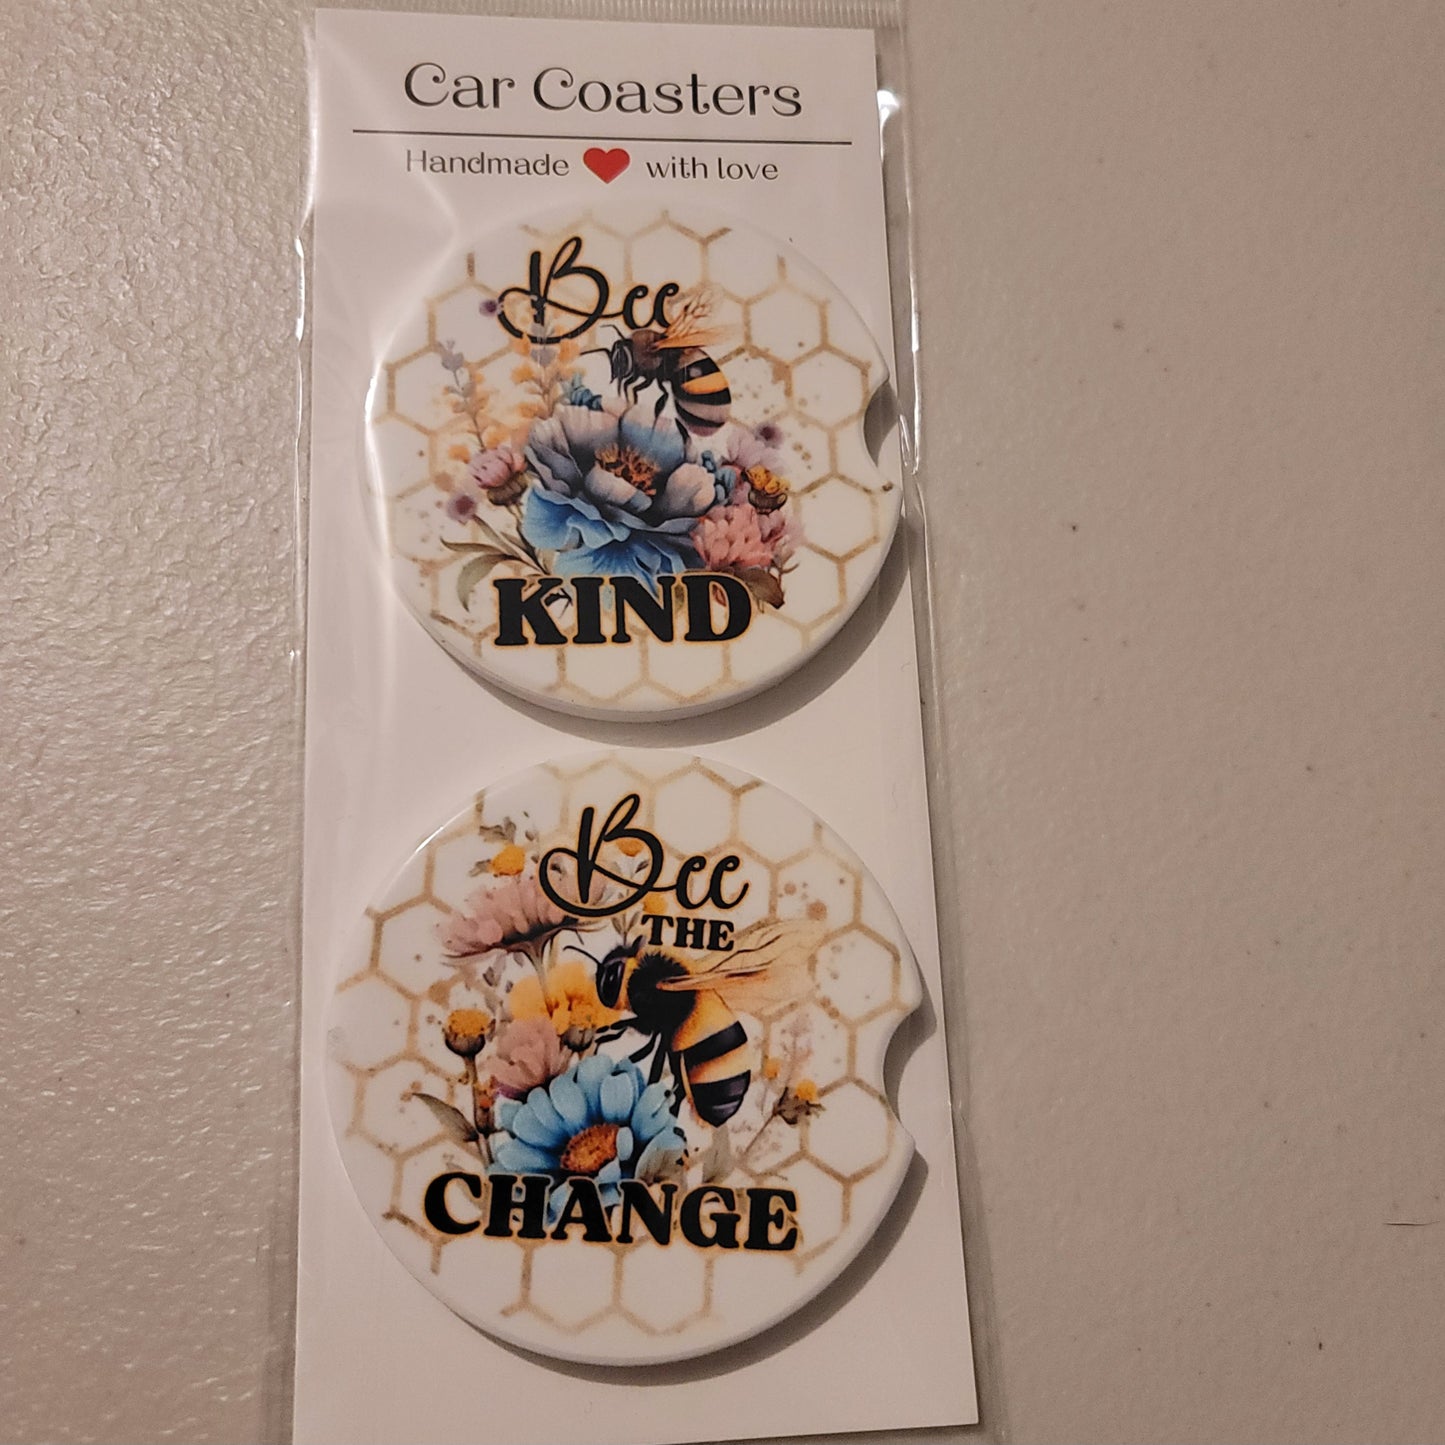 Car Coasters
Handmade ❤ with love
Bee
KIND
Bee
THE
CHANGE